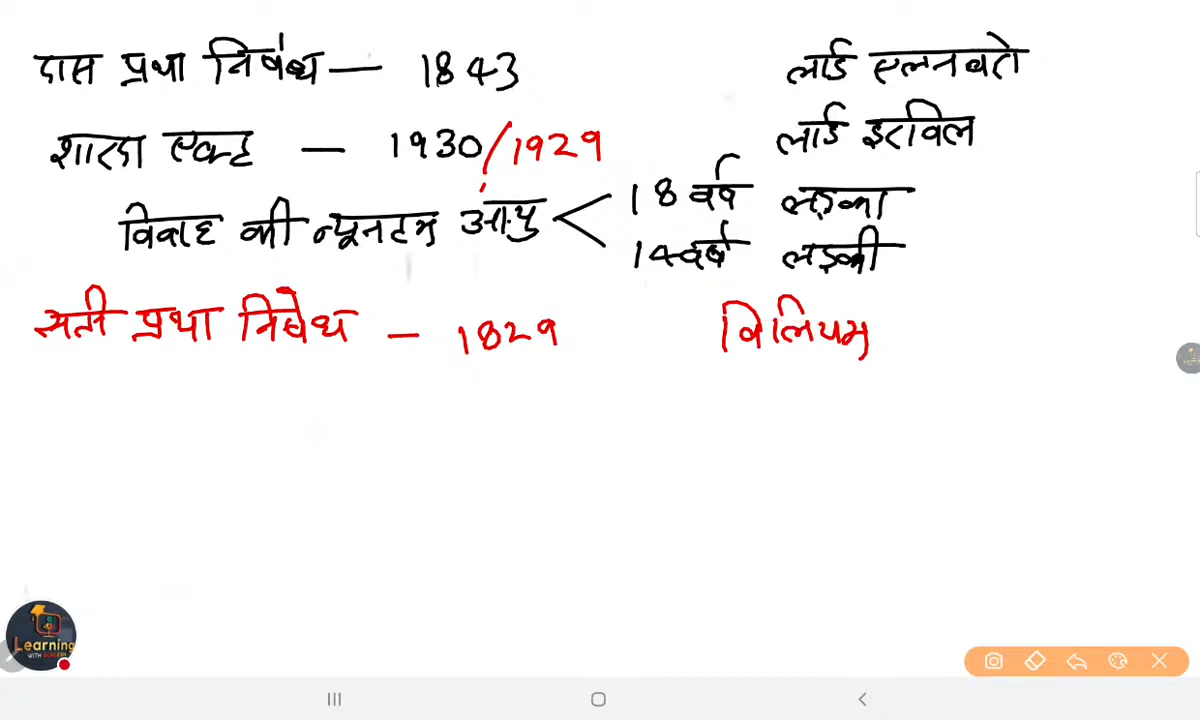 दास प्रथा निषेध — 1843 लार्ड एलनबरो
शारदा एक्ट — 1930/1929 लार्ड इरविन
विवाह की न्यूनतम आयु < 18 वर्ष लड़का
14 वर्ष लड़की
सती प्रथा निषेध — 1829 विलियम
Learning